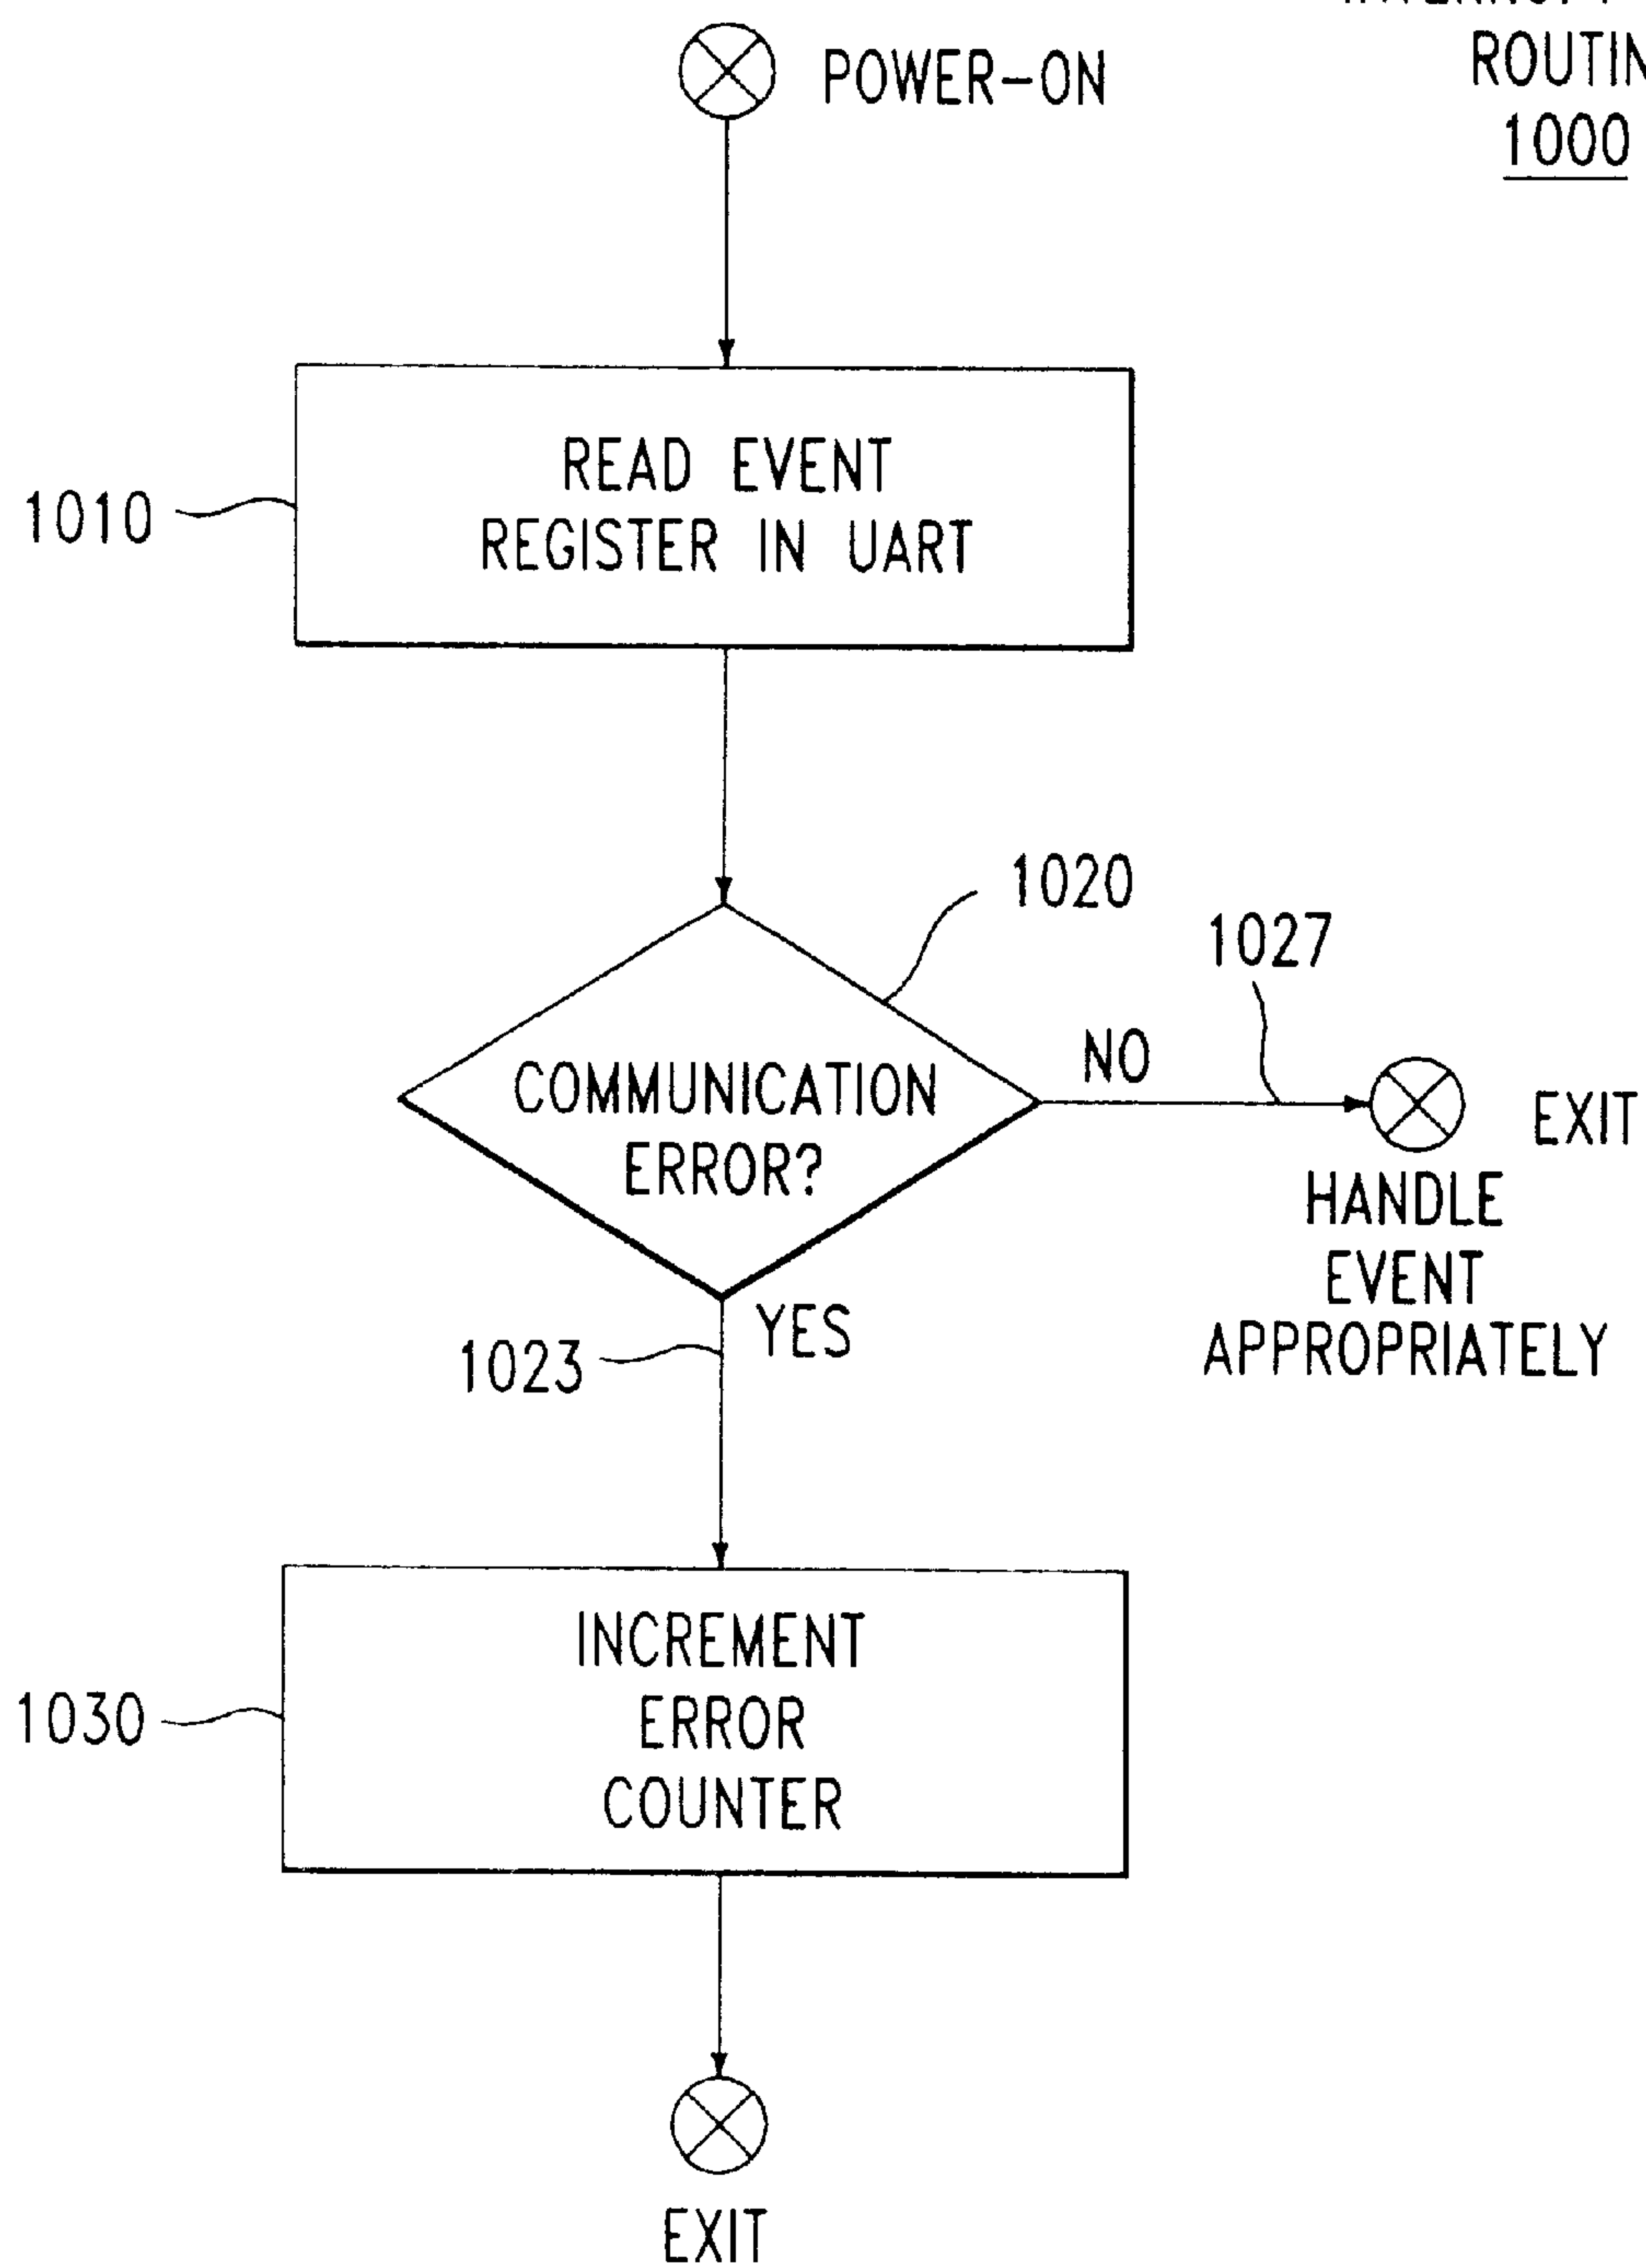 POWER-ON
ROUTIN
1000
READ EVENT
REGISTER IN UART
1010
1020
1027
COMMUNICATION
ERROR?
NO
EXIT
HANDLE
EVENT
APPROPRIATELY
YES
1023
INCREMENT
ERROR
COUNTER
1030
EXIT